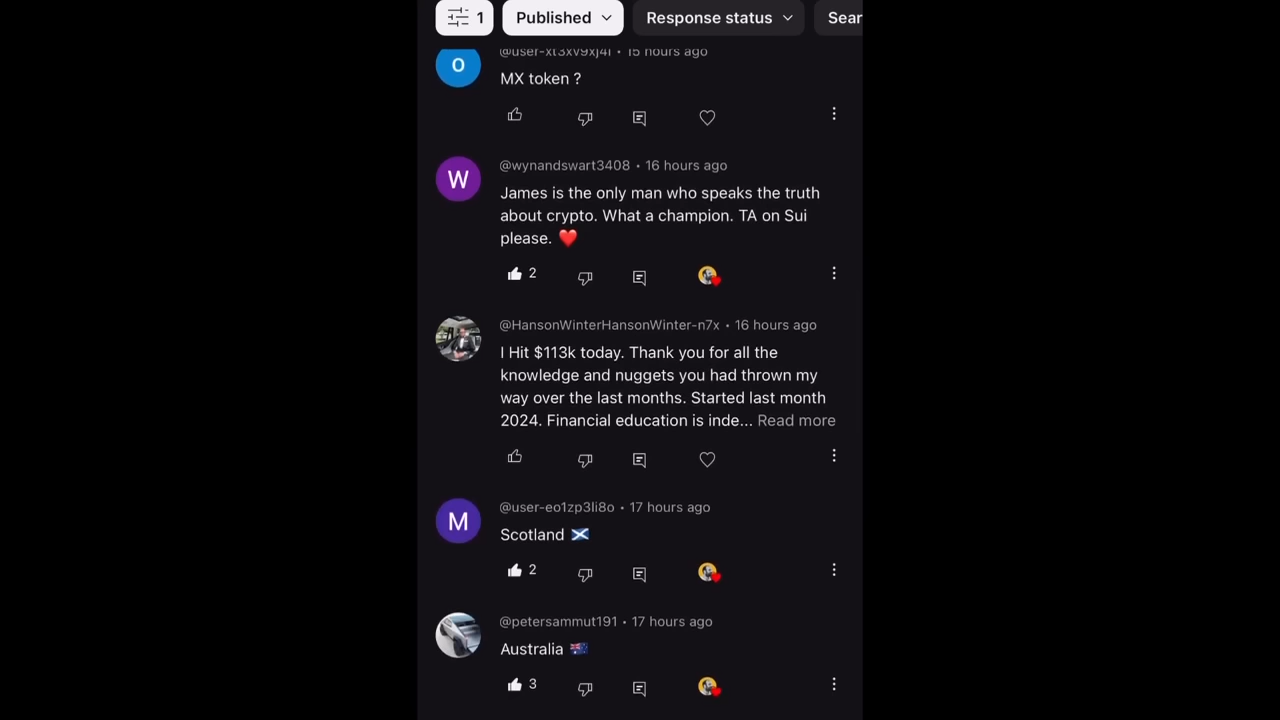 1
Published
Response status
Sear
O
@user-xt3xv9xj4l • 15 hours ago
MX token ?
W
@wynandswart3408 • 16 hours ago
James is the only man who speaks the truth
about crypto. What a champion. TA on Sui
please. ❤️
2
@HansonWinterHansonWinter-n7x • 16 hours ago
I Hit $113k today. Thank you for all the
knowledge and nuggets you had thrown my
way over the last months. Started last month
2024. Financial education is inde... Read more
M
@user-eo1zp3li8o • 17 hours ago
Scotland 🏴󠁧󠁢󠁳󠁣󠁴󠁿
2
@petersammut191 • 17 hours ago
Australia 🇦🇺
3